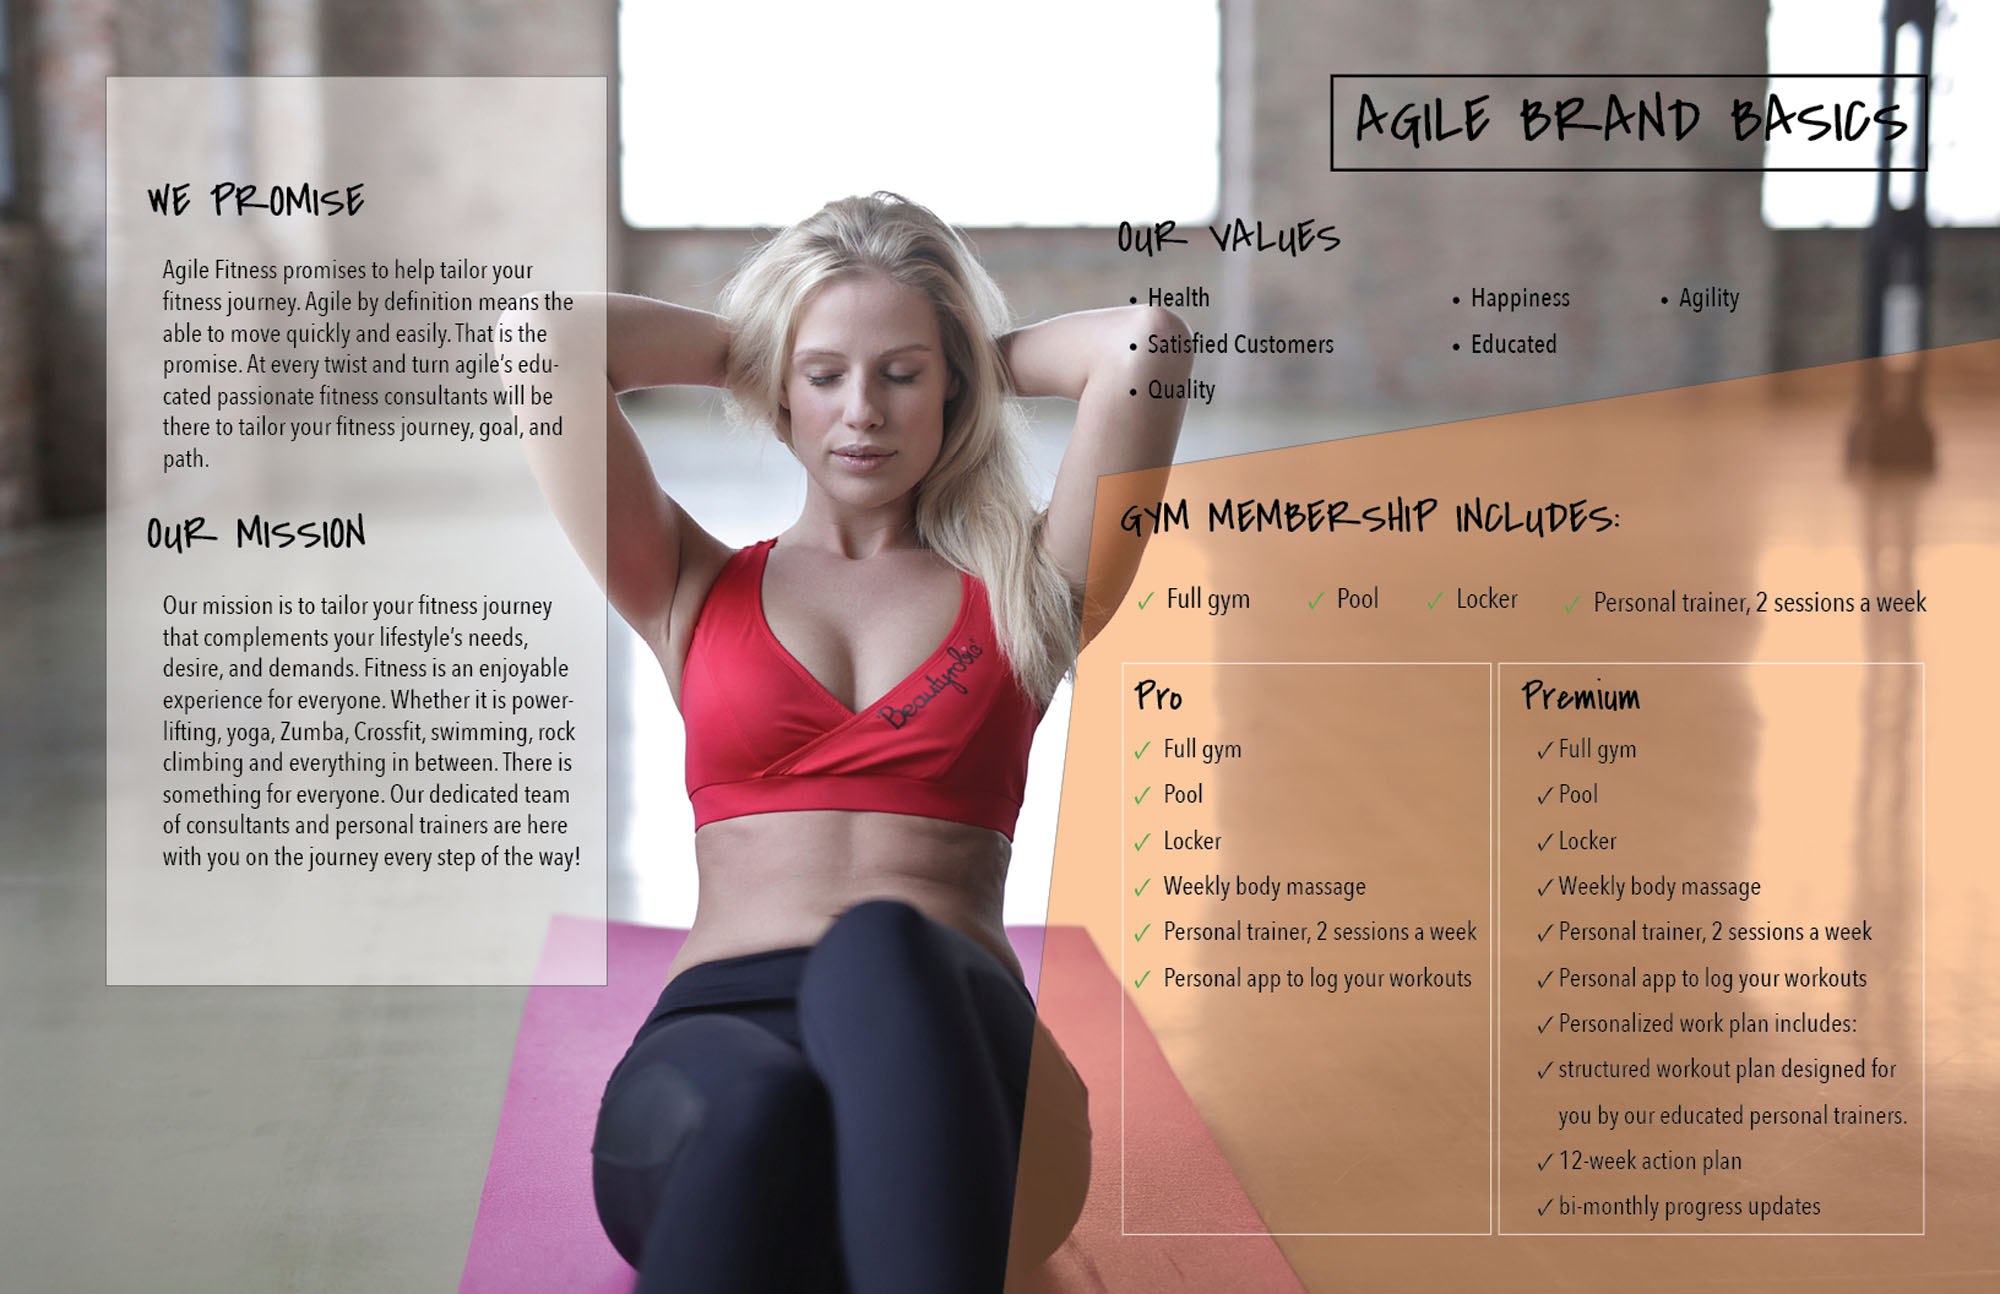 WE PROMISE
Agile Fitness promises to help tailor your
fitness journey. Agile by definition means the
able to move quickly and easily. That is the
promise. At every twist and turn agile's edu-
cated passionate fitness consultants will be
there to tailor your fitness journey, goal, and
path.
OUR MISSION
Our mission is to tailor your fitness journey
that complements your lifestyle's needs,
desire, and demands. Fitness is an enjoyable
experience for everyone. Whether it is power-
lifting, yoga, Zumba, Crossfit, swimming, rock
climbing and everything in between. There is
something for everyone. Our dedicated team
of consultants and personal trainers are here
with you on the journey every step of the way!
Beautyrobic
AGILE BRAND BASICS
OUR VALUES
• Health
• Satisfied Customers
• Quality
• Happiness
• Educated
• Agility
GYM MEMBERSHIP INCLUDES:
✓ Full gym ✓ Pool ✓ Locker ✓ Personal trainer, 2 sessions a week
Pro
✓ Full gym
✓ Pool
✓ Locker
✓ Weekly body massage
✓ Personal trainer, 2 sessions a week
✓ Personal app to log your workouts
Premium
✓ Full gym
✓ Pool
✓ Locker
✓ Weekly body massage
✓ Personal trainer, 2 sessions a week
✓ Personal app to log your workouts
✓ Personalized work plan includes:
✓ structured workout plan designed for
you by our educated personal trainers.
✓ 12-week action plan
✓ bi-monthly progress updates